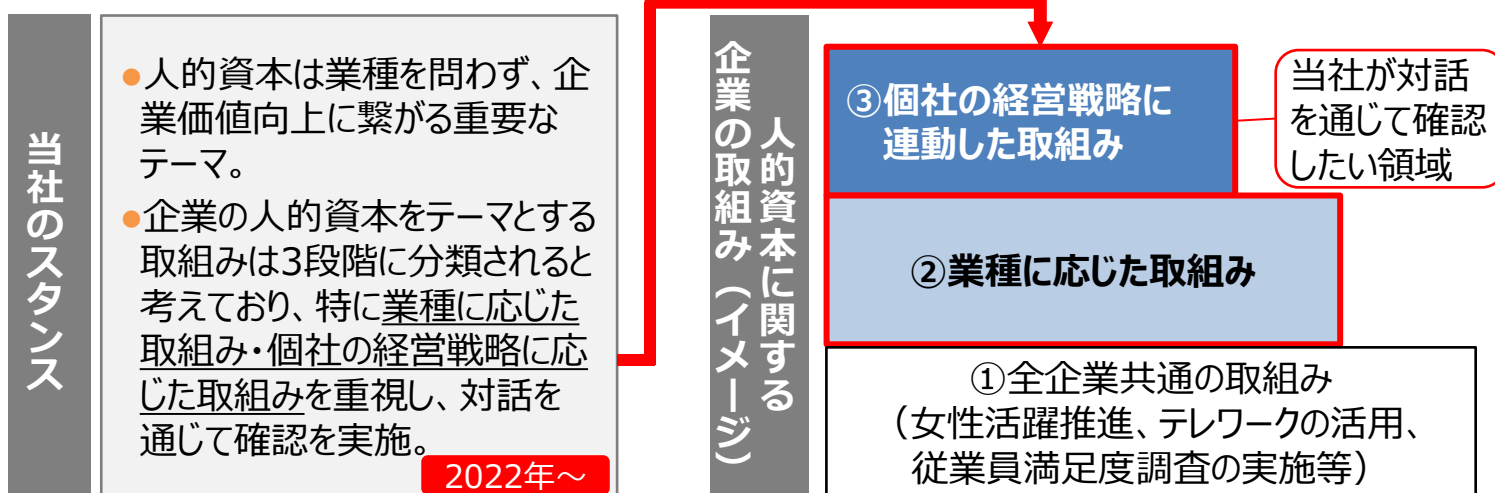 当社のスタンス
●人的資本は業種を問わず、企
業価値向上に繋がる重要な
テーマ。
●企業の人的資本をテーマとする
取組みは3段階に分類されると
考えており、特に業種に応じた
取組み・個社の経営戦略に応
じた取組みを重視し、対話を
通じて確認を実施。
2022年～
人的資本に関する
企業の取組み（イメージ）
③個社の経営戦略に
連動した取組み
当社が対話
を通じて確認
したい領域
②業種に応じた取組み
①全企業共通の取組み
（女性活躍推進、テレワークの活用、
従業員満足度調査の実施等）